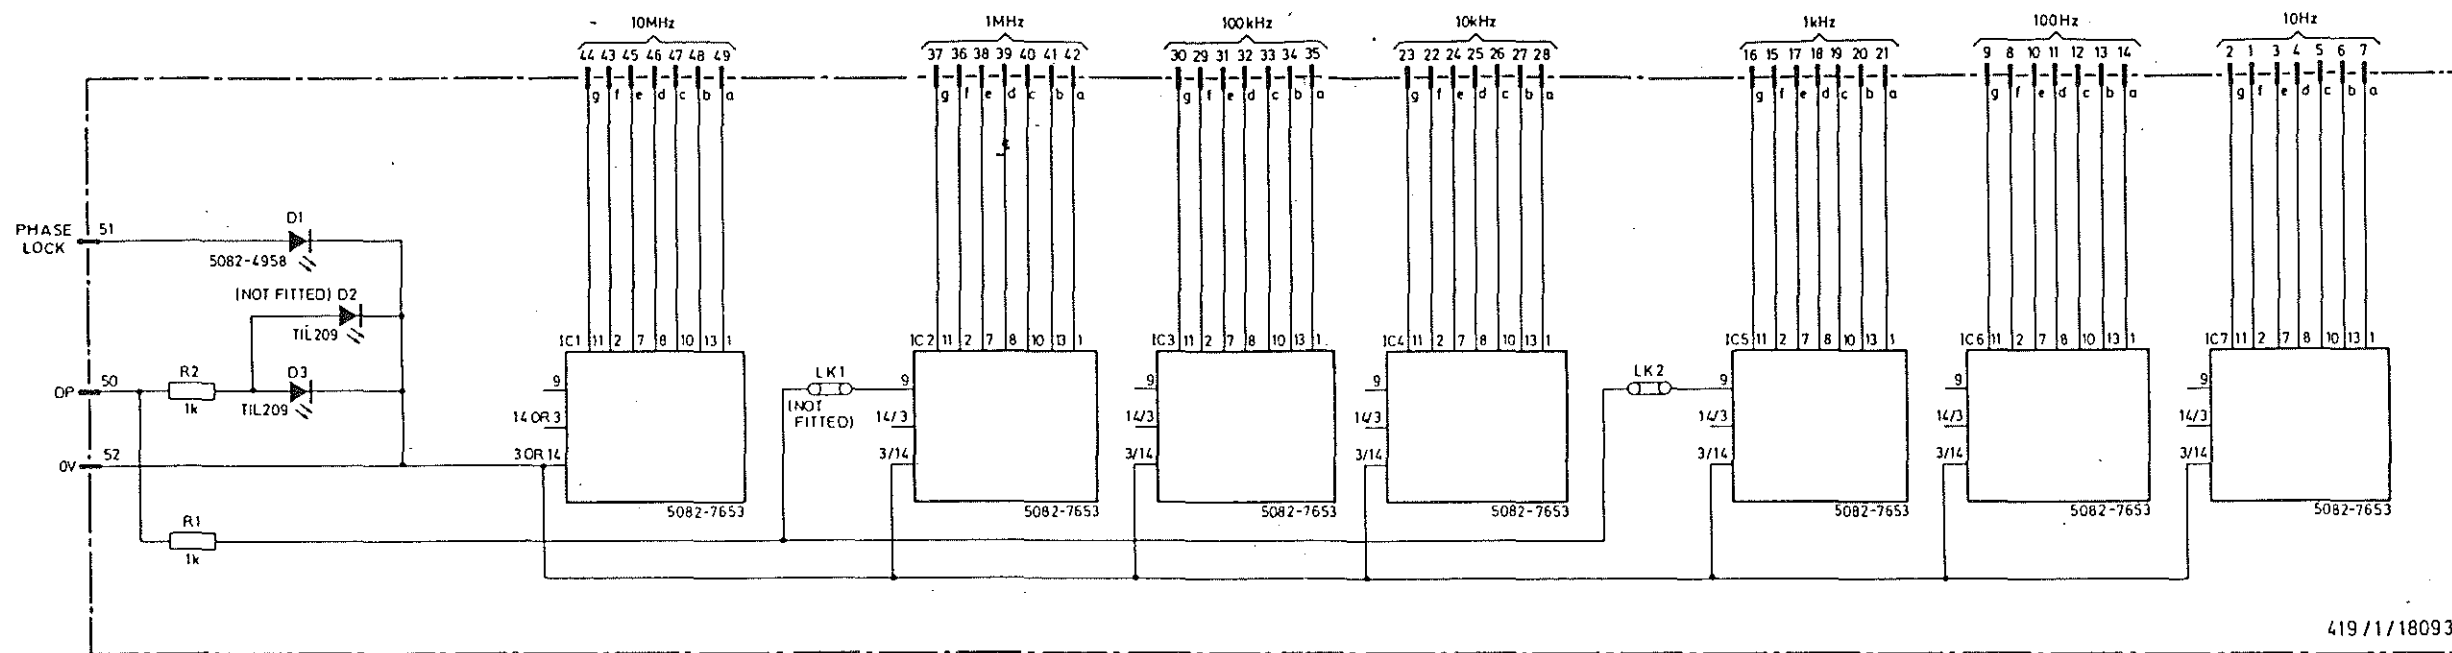 10MHz 1MHz 100kHz 10kHz 1kHz 100Hz 10Hz
44 43 45 46 47 48 49 37 36 38 39 40 41 42 30 29 31 32 33 34 35 23 22 24 25 26 27 28 16 15 17 18 19 20 21 9 8 10 11 12 13 14 2 1 3 4 5 6 7
g f e d c b a g f e d c b a g f e d c b a g f e d c b a g f e d c b a g f e d c b a g f e d c b a
PHASE
LOCK
51
D1
5082-4958
(NOT FITTED) D2
TIL209
DP
50
R2
1k
D3
TIL209
0V
52
R1
1k
IC1 11 2 7 8 10 13 1
9
14 OR 3
3 OR 14
5082-7653
LK1
(NOT
FITTED)
IC2 11 2 7 8 10 13 1
9
14/3
3/14
5082-7653
IC3 11 2 7 8 10 13 1
9
14/3
3/14
5082-7653
IC4 11 2 7 8 10 13 1
9
14/3
3/14
5082-7653
LK2
IC5 11 2 7 8 10 13 1
9
14/3
3/14
5082-7653
IC6 11 2 7 8 10 13 1
9
14/3
3/14
5082-7653
IC7 11 2 7 8 10 13 1
9
14/3
3/14
5082-7653
419/1/18093